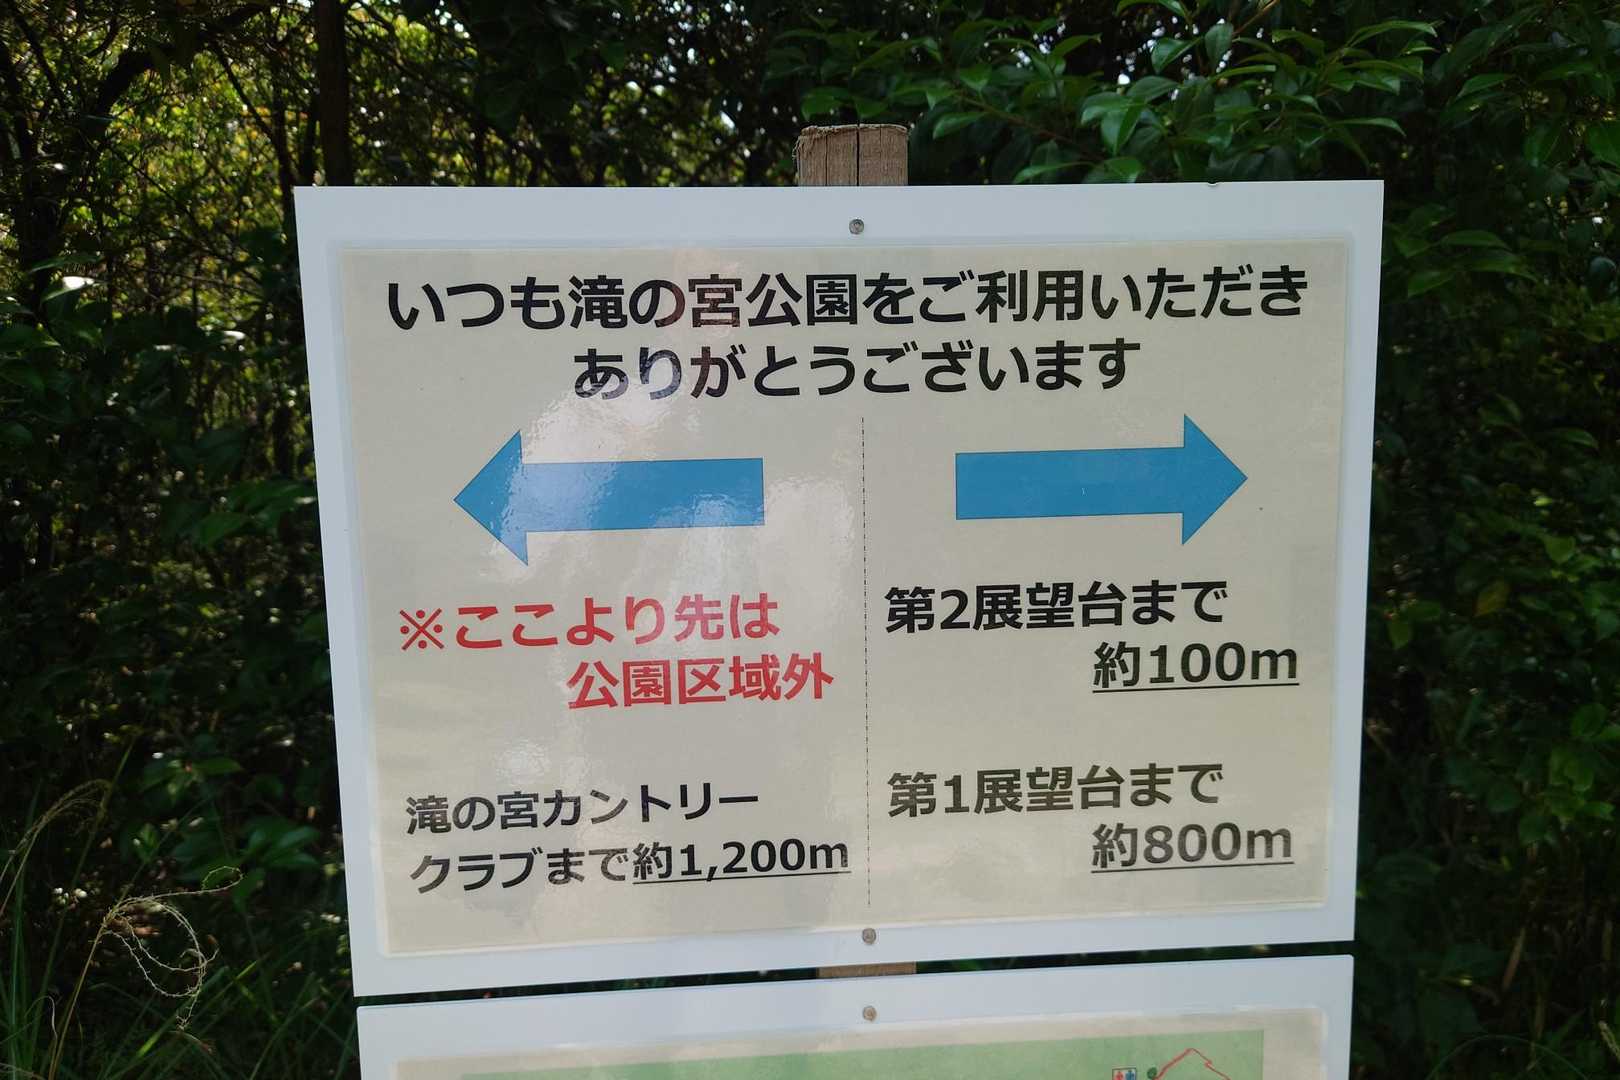 いつも滝の宮公園をご利用いただき
ありがとうございます
※ここより先は
公園区域外
滝の宮カントリー
クラブまで約1,200m
第2展望台まで
約100m
第1展望台まで
約800m